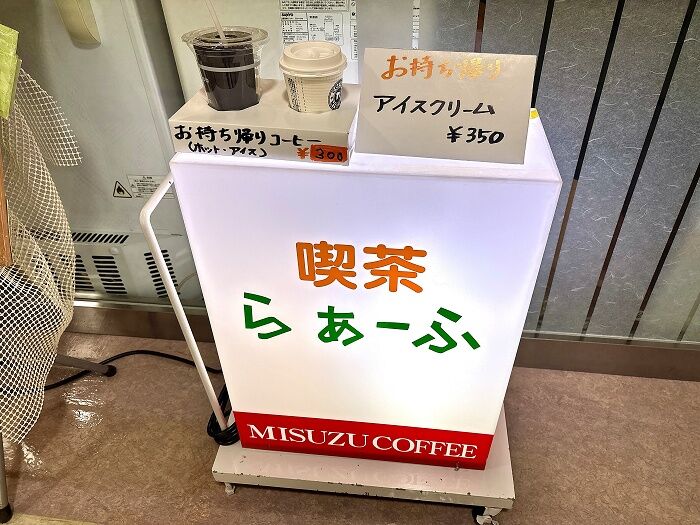 SANYO
お持ち帰りコーヒー
(ホット・アイス)
￥300
お持ち帰り
アイスクリーム
￥350
喫茶
らぁーふ
MISUZU COFFEE